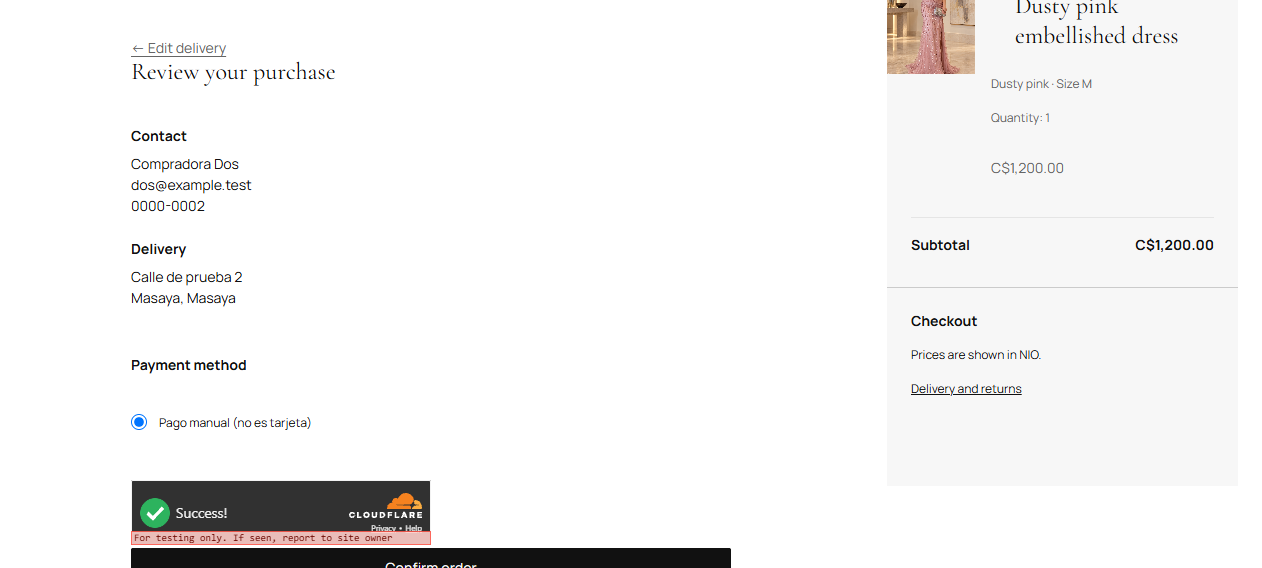 ← Edit delivery
Review your purchase
Contact
Compradora Dos
dos@example.test
0000-0002
Delivery
Calle de prueba 2
Masaya, Masaya
Payment method
Pago manual (no es tarjeta)
Success!
CLOUDFLARE
Privacy • Help
For testing only. If seen, report to site owner
Confirm order
Dusty pink
embellished dress
Dusty pink · Size M
Quantity: 1
C$1,200.00
Subtotal C$1,200.00
Checkout
Prices are shown in NIO.
Delivery and returns